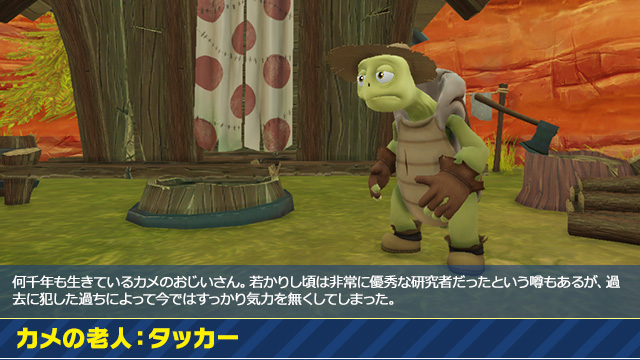 何千年も生きているカメのおじいさん。若かりし頃は非常に優秀な研究者だったという噂もあるが、過
去に犯した過ちによって今ではすっかり気力を無くしてしまった。
カメの老人：タッカー